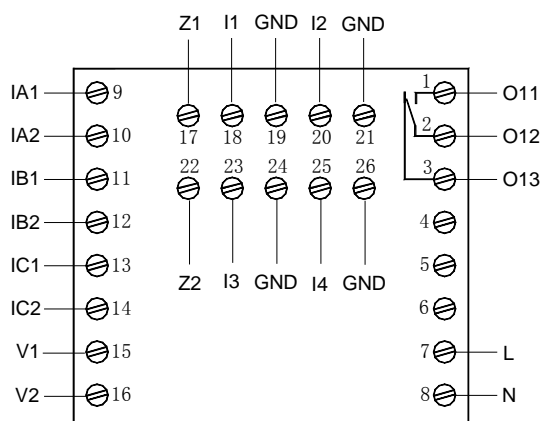 Z1 I1 GND I2 GND
IA1 9 1 O11
IA2 10 17 18 19 20 21 2 O12
IB1 11 22 23 24 25 26 3 O13
IB2 12 4
IC1 13 Z2 I3 GND I4 GND 5
IC2 14 6
V1 15 7 L
V2 16 8 N